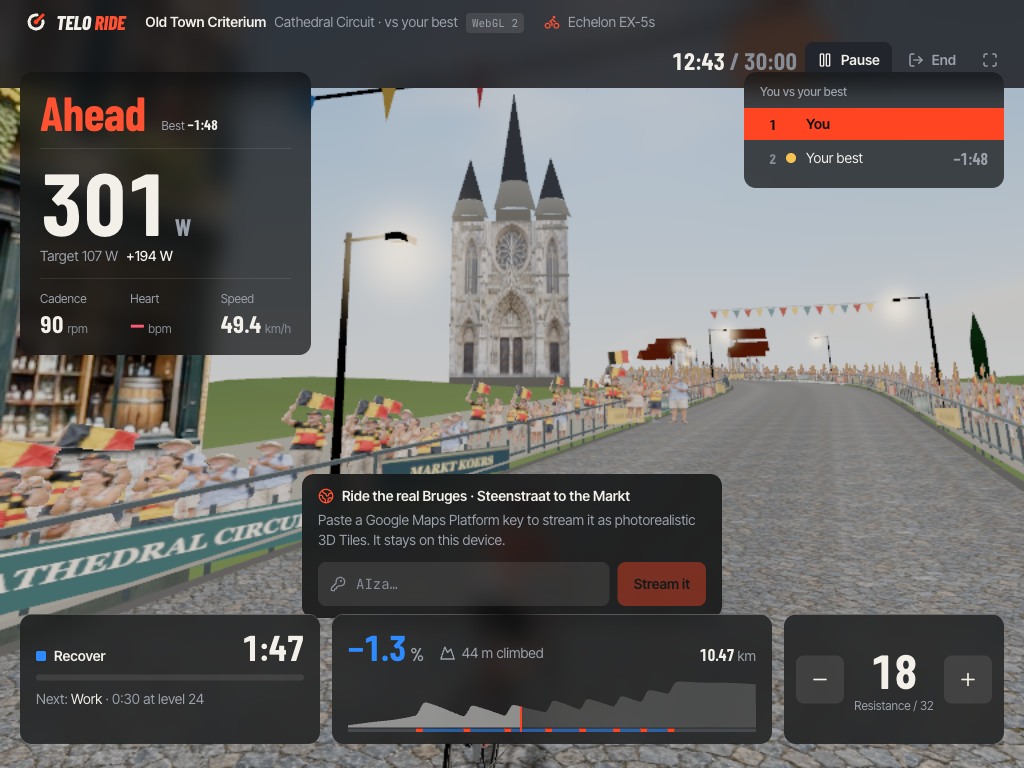 TELO RIDE Old Town Criterium Cathedral Circuit · vs your best WebGL 2 Echelon EX-5s
12:43 / 30:00 Pause End
Ahead Best −1:48
301 W
Target 107 W +194 W
Cadence Heart Speed
90 rpm — bpm 49.4 km/h
You vs your best
1 You
2 Your best −1:48
MARKT KOERS
ATHEDRAL CIRCU
Ride the real Bruges · Steenstraat to the Markt
Paste a Google Maps Platform key to stream it as photorealistic
3D Tiles. It stays on this device.
AIza… Stream it
Recover 1:47
Next: Work · 0:30 at level 24
−1.3 % 44 m climbed 10.47 km
− 18 +
Resistance / 32